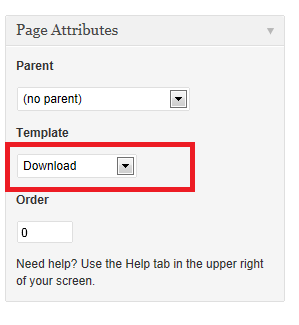 Page Attributes
Parent
(no parent)
Template
Download
Order
0
Need help? Use the Help tab in the upper right
of your screen.